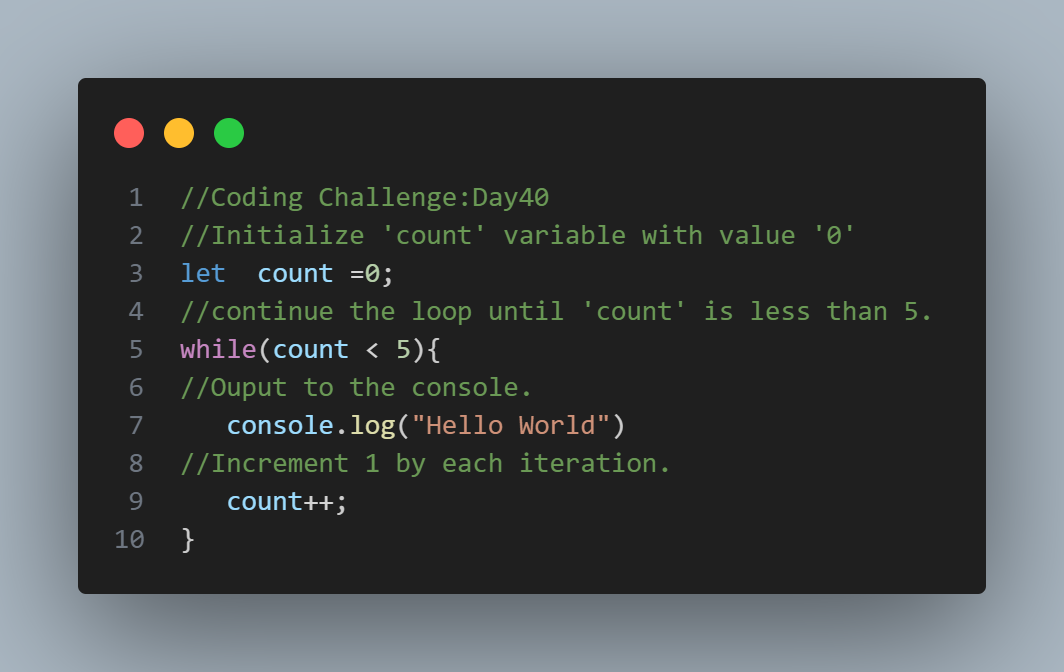 1 //Coding Challenge:Day40
2 //Initialize 'count' variable with value '0'
3 let  count =0;
4 //continue the loop until 'count' is less than 5.
5 while(count < 5){
6 //Ouput to the console.
7    console.log("Hello World")
8 //Increment 1 by each iteration.
9    count++;
10 }